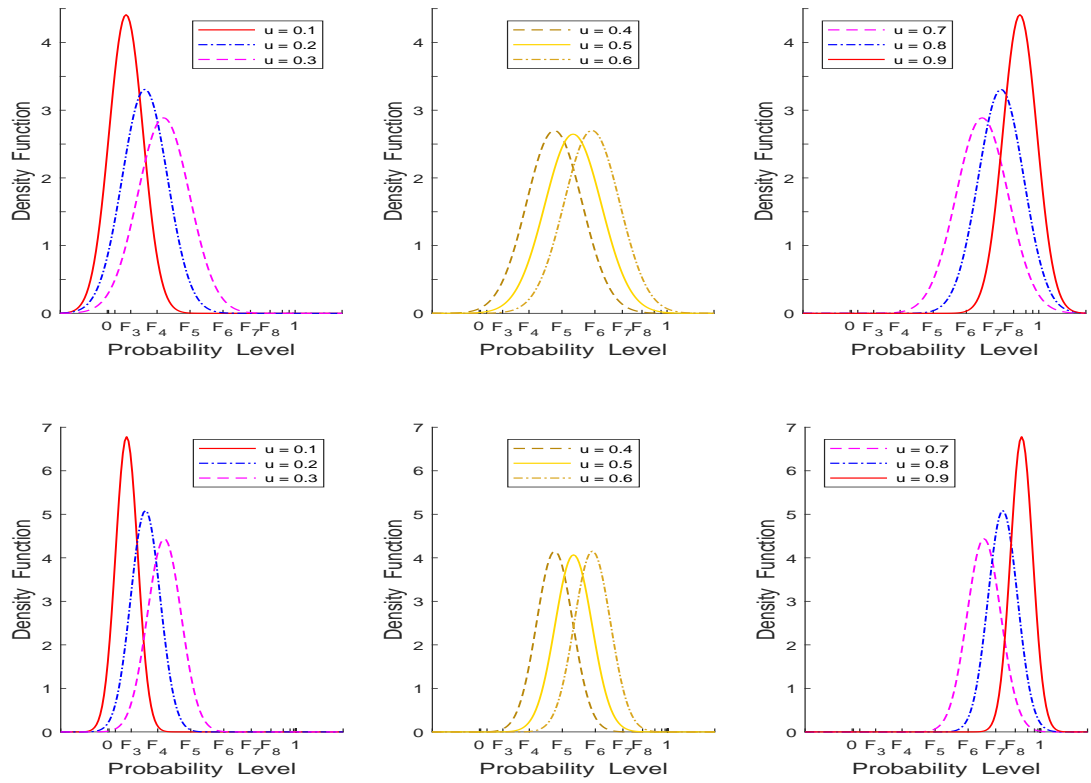 Density Function
4
3
2
1
0
u = 0.1
u = 0.2
u = 0.3
0 F₃ F₄ F₅ F₆ F₇ F₈ 1
Probability Level
Density Function
4
3
2
1
0
u = 0.4
u = 0.5
u = 0.6
0 F₃ F₄ F₅ F₆ F₇ F₈ 1
Probability Level
Density Function
4
3
2
1
0
u = 0.7
u = 0.8
u = 0.9
0 F₃ F₄ F₅ F₆ F₇ F₈ 1
Probability Level
Density Function
7
6
5
4
3
2
1
0
u = 0.1
u = 0.2
u = 0.3
0 F₃ F₄ F₅ F₆ F₇ F₈ 1
Probability Level
Density Function
7
6
5
4
3
2
1
0
u = 0.4
u = 0.5
u = 0.6
0 F₃ F₄ F₅ F₆ F₇ F₈ 1
Probability Level
Density Function
7
6
5
4
3
2
1
0
u = 0.7
u = 0.8
u = 0.9
0 F₃ F₄ F₅ F₆ F₇ F₈ 1
Probability Level